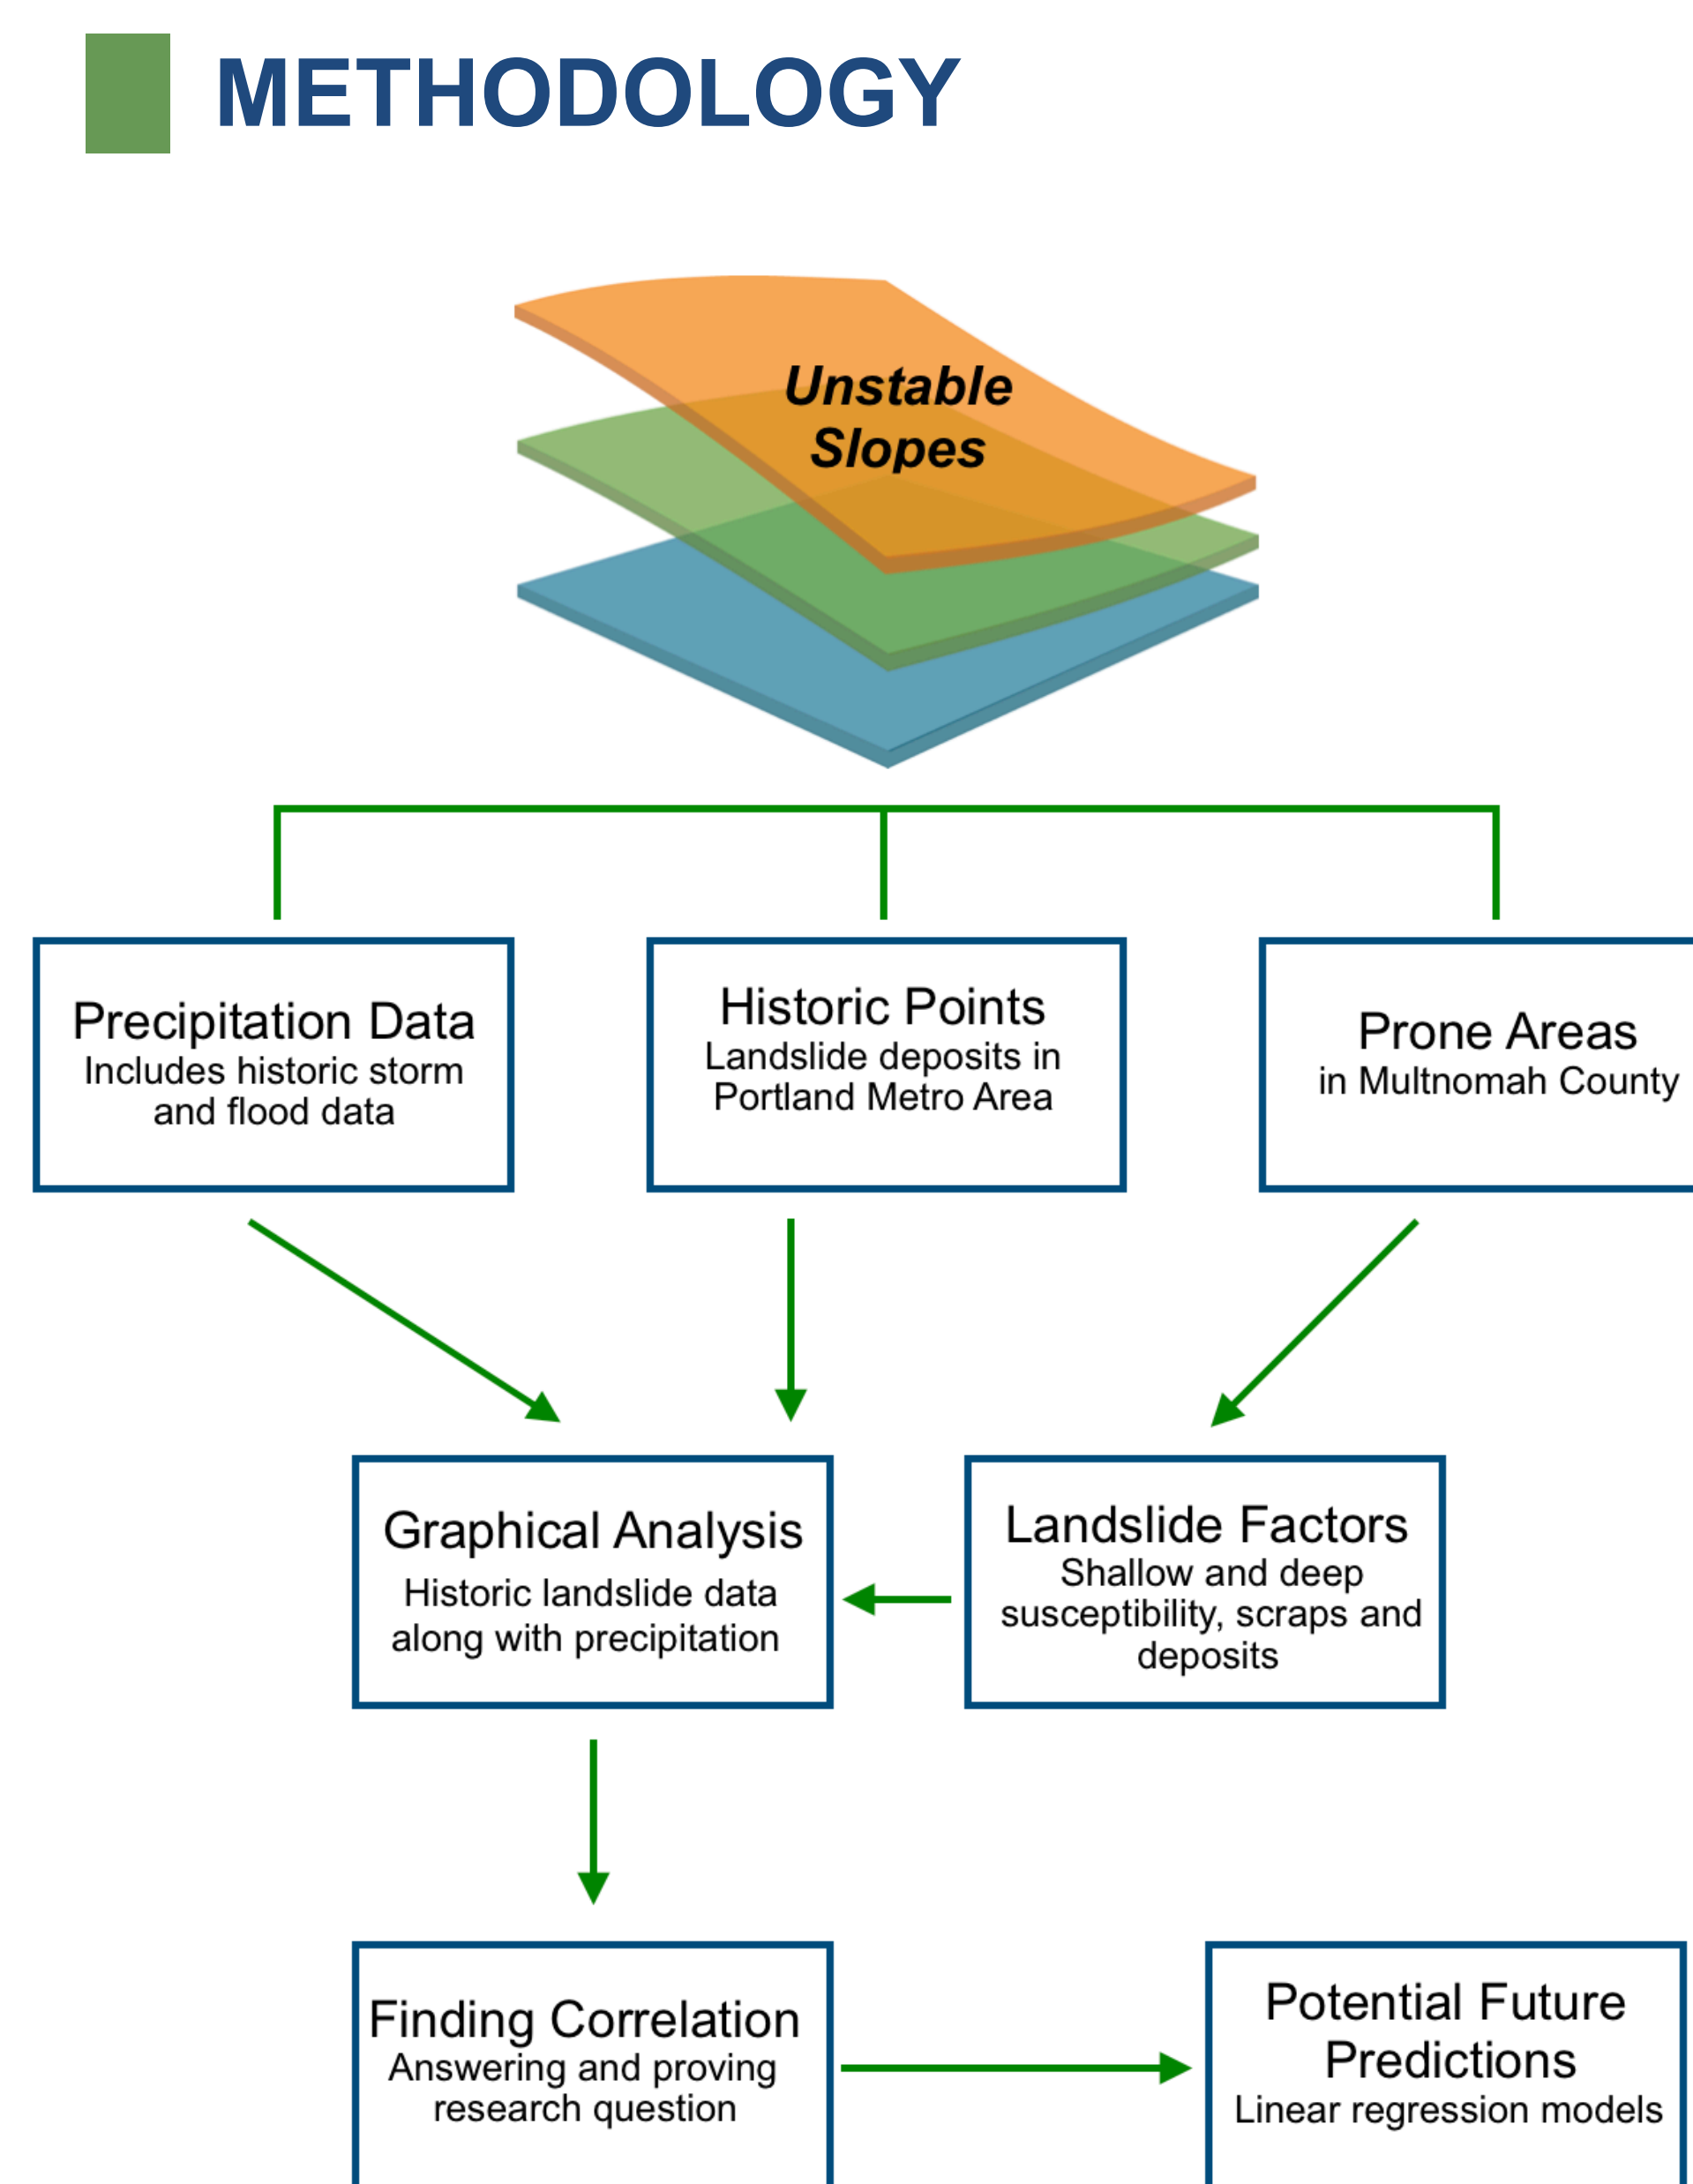 METHODOLOGY
Unstable
Slopes
Precipitation Data
Includes historic storm
and flood data
Historic Points
Landslide deposits in
Portland Metro Area
Prone Areas
in Multnomah County
Graphical Analysis
Historic landslide data
along with precipitation
Landslide Factors
Shallow and deep
susceptibility, scraps and
deposits
Finding Correlation
Answering and proving
research question
Potential Future
Predictions
Linear regression models